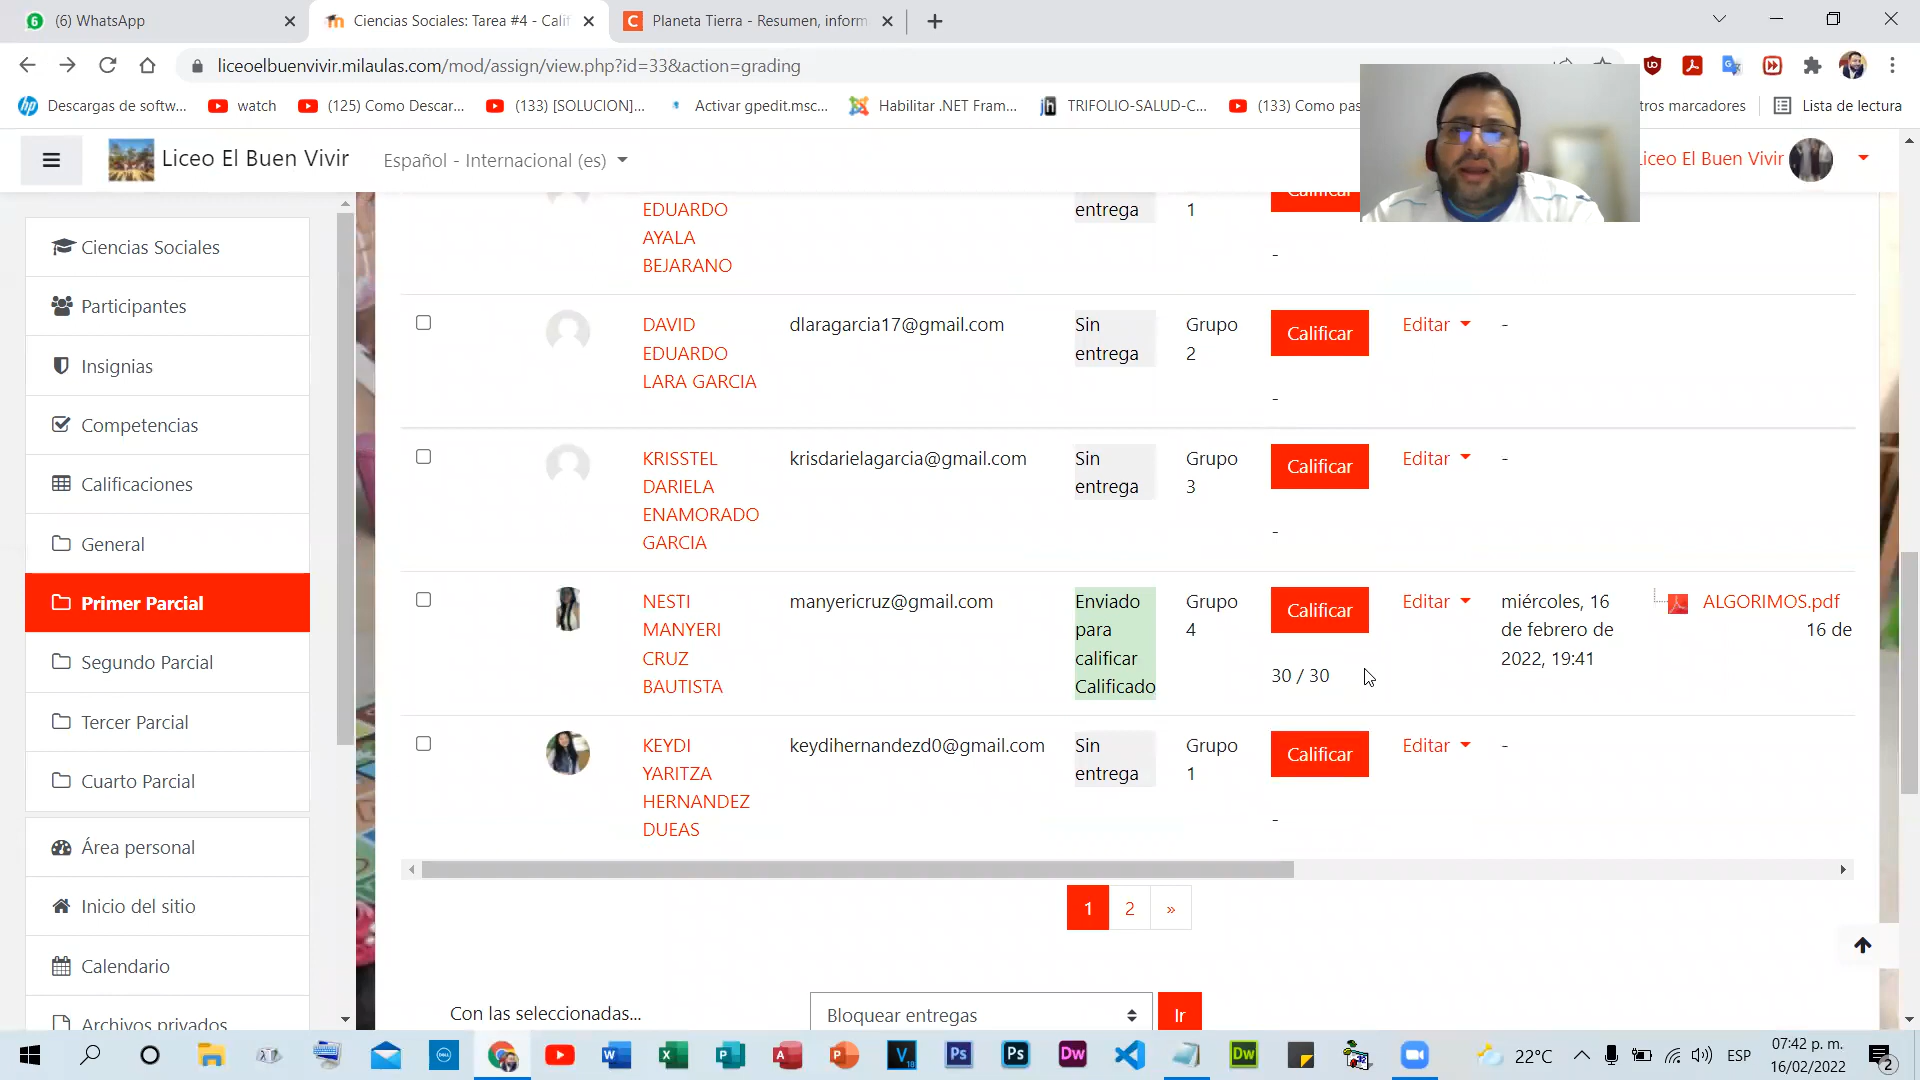 (6) WhatsApp
Ciencias Sociales: Tarea #4 - Calif
Planeta Tierra - Resumen, inform
liceoelbuenvivir.milaulas.com/mod/assign/view.php?id=33&action=grading
Descargas de softw...
watch
(125) Como Descar...
(133) [SOLUCION]...
Activar gpedit.msc...
Habilitar .NET Fram...
TRIFOLIO-SALUD-C...
(133) Como pas
tros marcadores
Lista de lectura
Liceo El Buen Vivir
Español - Internacional (es)
Liceo El Buen Vivir
Ciencias Sociales
Participantes
Insignias
Competencias
Calificaciones
General
Primer Parcial
Segundo Parcial
Tercer Parcial
Cuarto Parcial
Área personal
Inicio del sitio
Calendario
Archivos privados
EDUARDO
AYALA
BEJARANO
entrega
1
Calificar
-
DAVID
EDUARDO
LARA GARCIA
dlaragarcia17@gmail.com
Sin
entrega
Grupo
2
Calificar
-
Editar
-
KRISSTEL
DARIELA
ENAMORADO
GARCIA
krisdarielagarcia@gmail.com
Sin
entrega
Grupo
3
Calificar
-
Editar
-
NESTI
MANYERI
CRUZ
BAUTISTA
manyericruz@gmail.com
Enviado
para
calificar
Calificado
Grupo
4
Calificar
30 / 30
Editar
miércoles, 16
de febrero de
2022, 19:41
ALGORIMOS.pdf
16 de
KEYDI
YARITZA
HERNANDEZ
DUEAS
keydihernandezd0@gmail.com
Sin
entrega
Grupo
1
Calificar
-
Editar
-
1 2 »
Con las seleccionadas...
Bloquear entregas
Ir
22°C
ESP
07:42 p. m.
16/02/2022
2